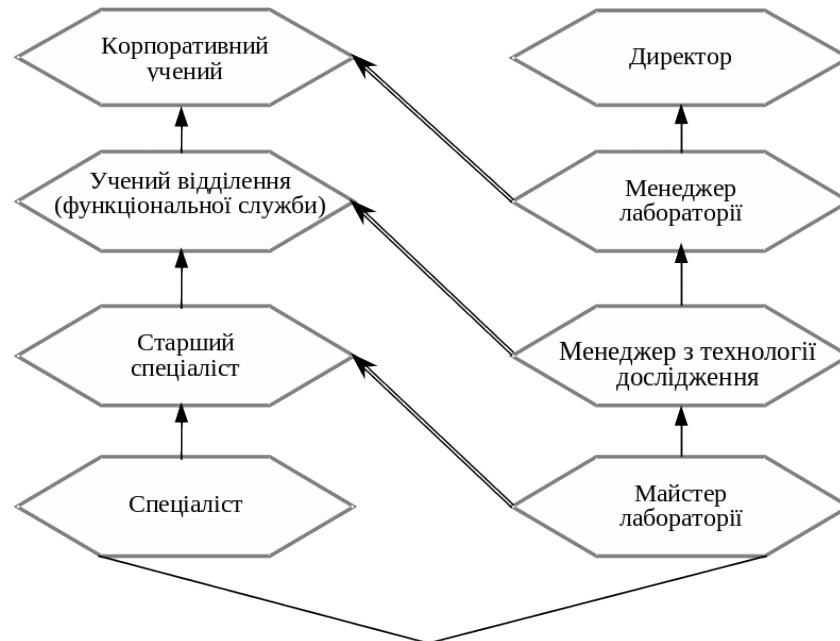 Корпоративний
учений
Директор
Учений відділення
(функціональної служби)
Менеджер
лабораторії
Старший
спеціаліст
Менеджер з технології
дослідження
Спеціаліст
Майстер
лабораторії